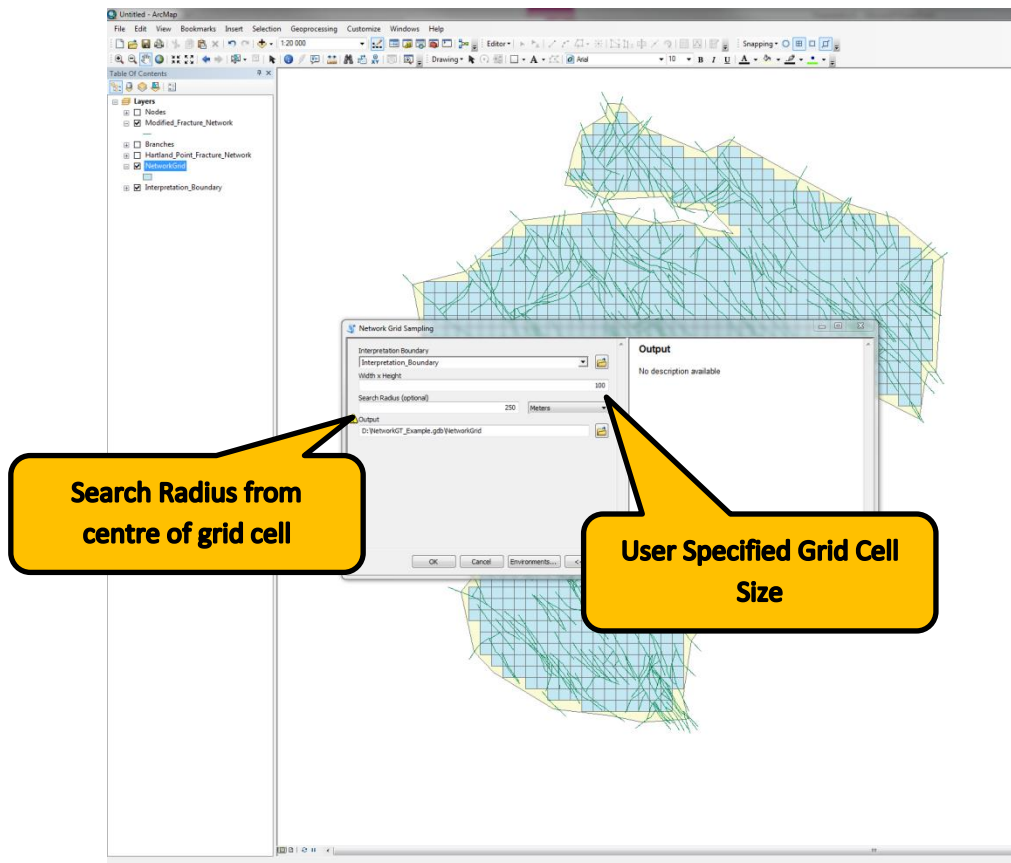 Untitled - ArcMap
File Edit View Bookmarks Insert Selection Geoprocessing Customize Windows Help
1:20 000
Editor
Snapping
Drawing
A
Arial
10
B I U A
Table Of Contents
Layers
Nodes
Modified_Fracture_Network
Branches
Hartland_Point_Fracture_Network
NetworkGrid
Interpretation_Boundary
Network Grid Sampling
Interpretation Boundary
Interpretation_Boundary
Width x Height
100
Search Radius (optional)
250 Meters
Output
D:\NetworkGT_Example.gdb\NetworkGrid
OK Cancel Environments... <
Output
No description available
Search Radius from
centre of grid cell
User Specified Grid Cell
Size